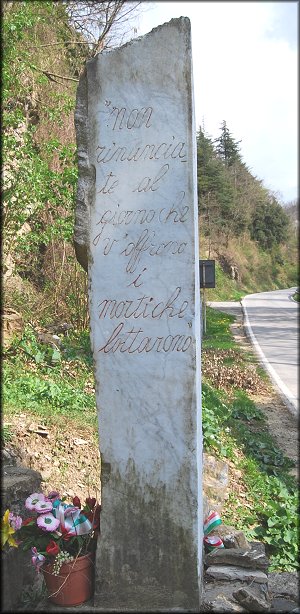 "non
rinuncia
te al
giorno che
v'offrono
i
morti che
lottarono"